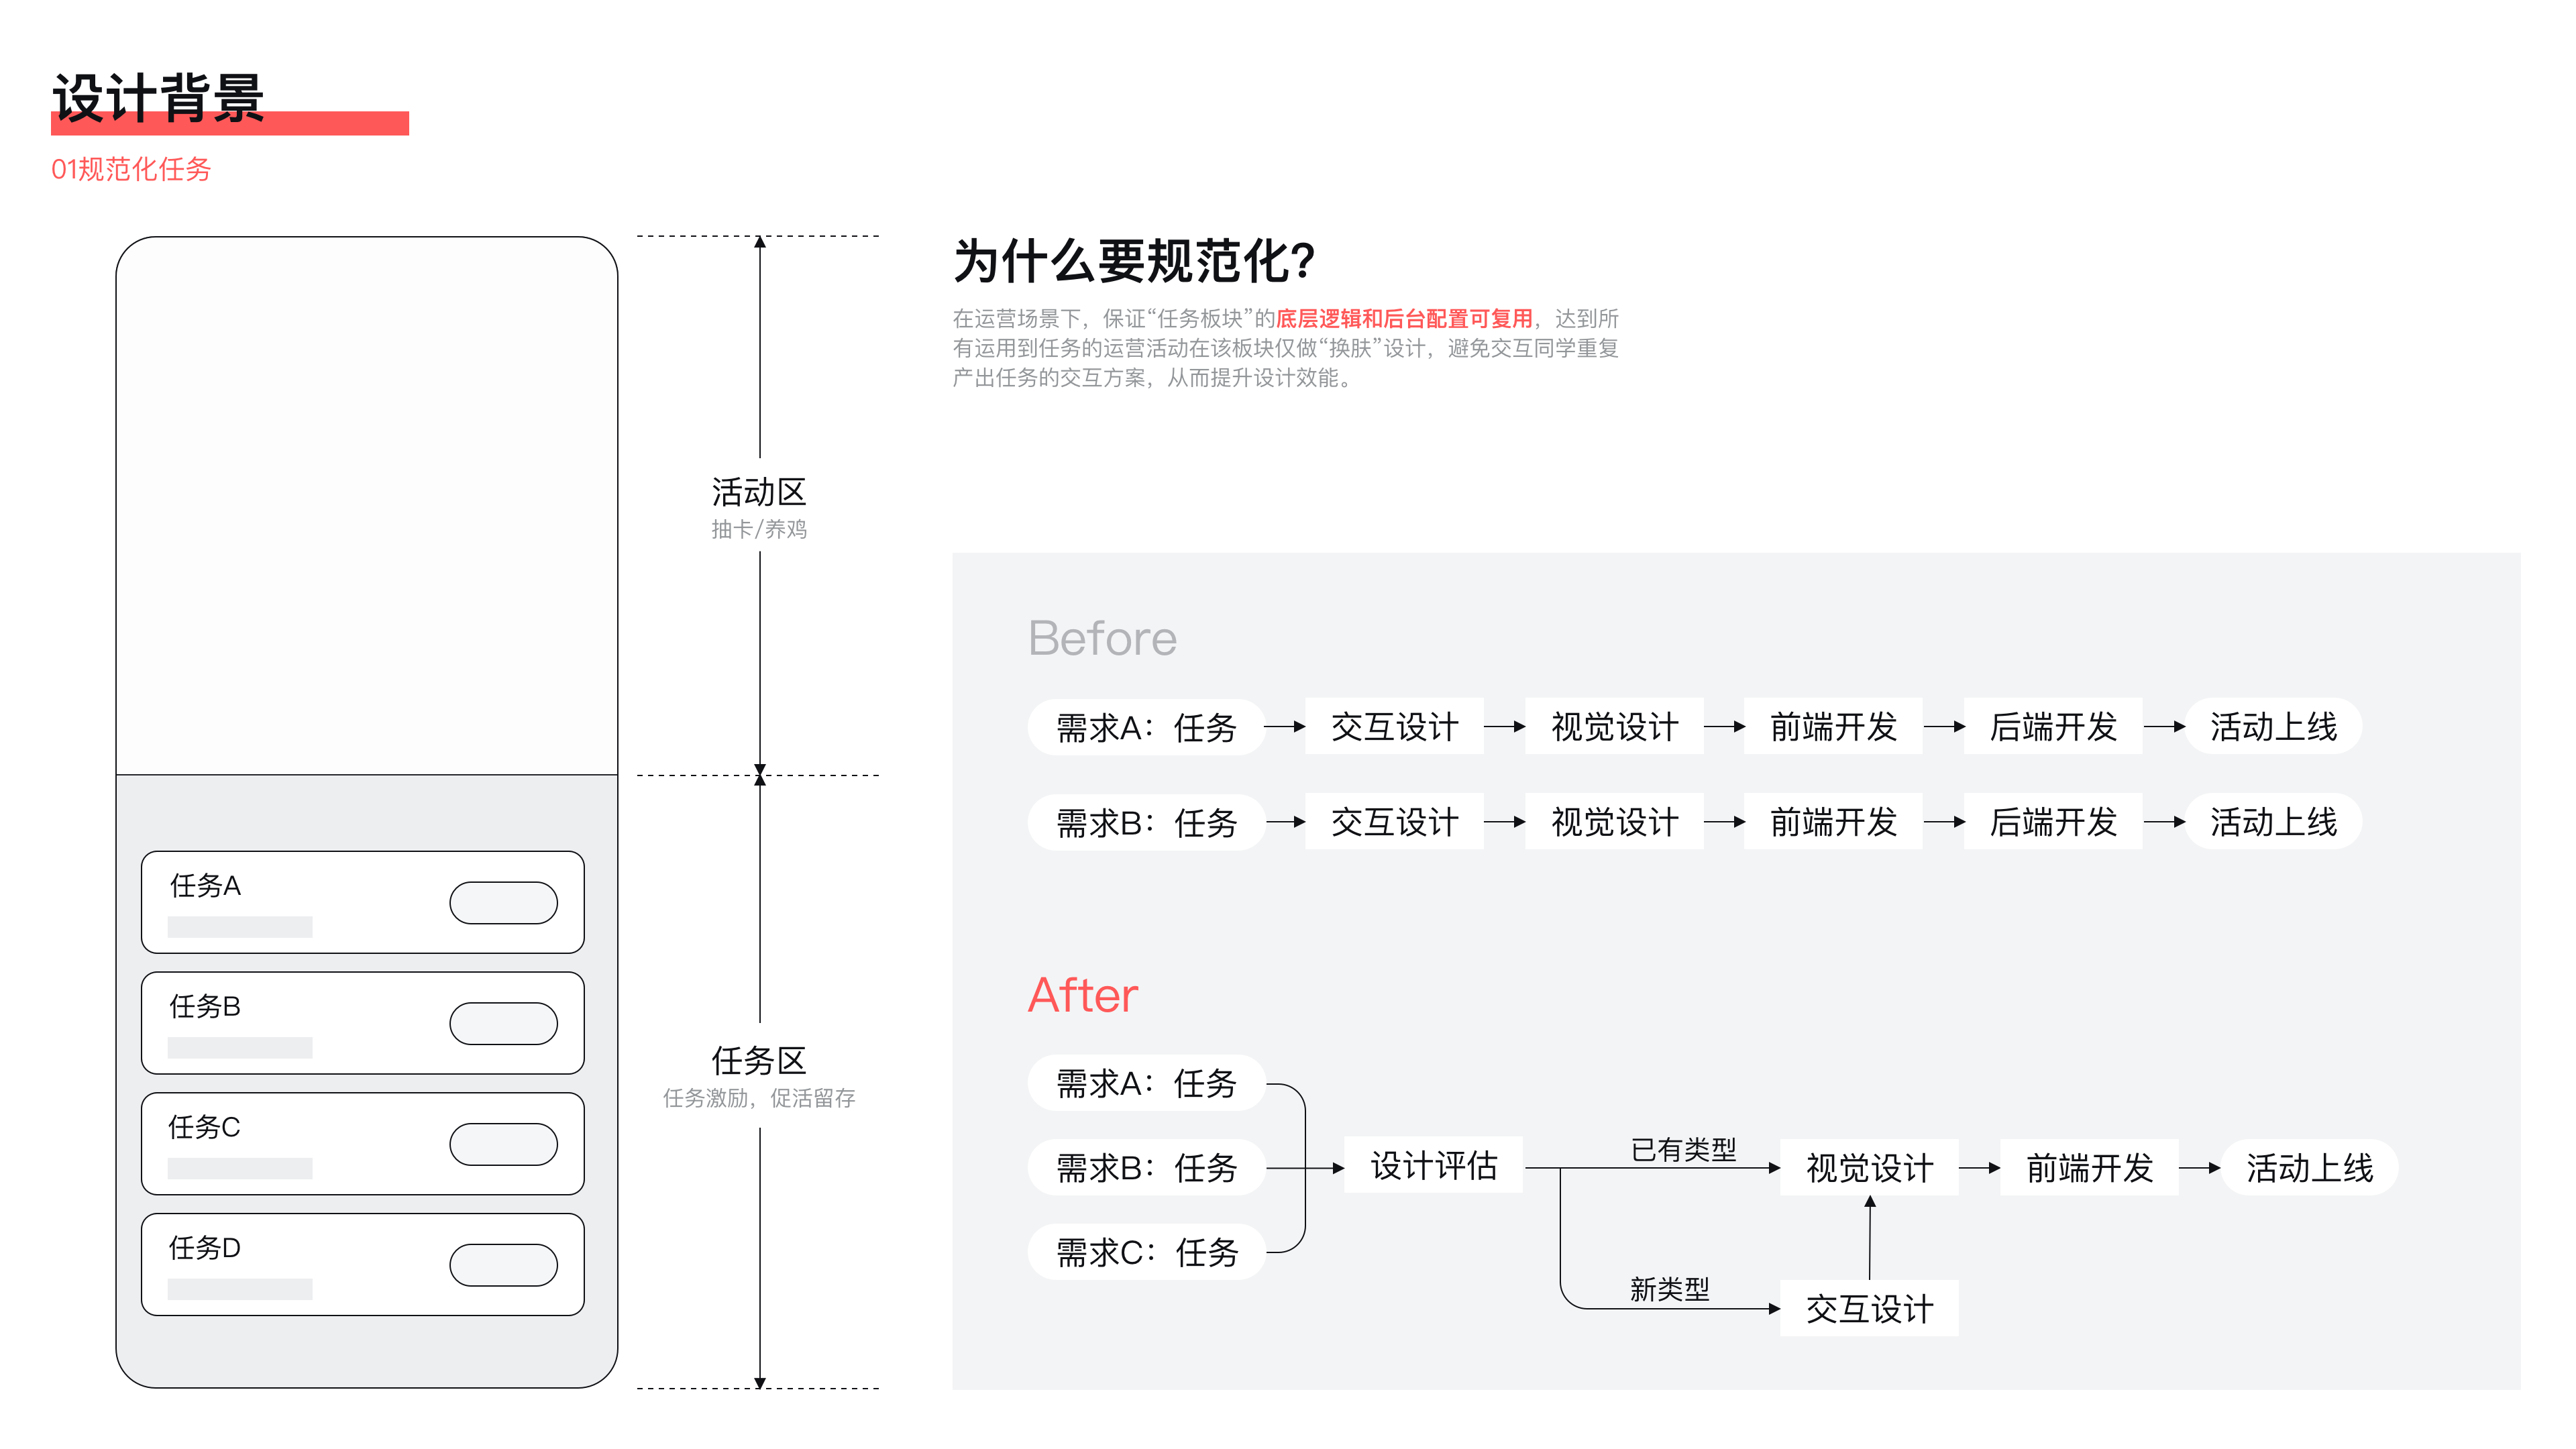 设计背景
01规范化任务
任务A
任务B
任务C
任务D
活动区
抽卡/养鸡
任务区
任务激励，促活留存
为什么要规范化?
在运营场景下，保证“任务板块”的底层逻辑和后台配置可复用，达到所
有运用到任务的运营活动在该板块仅做“换肤”设计，避免交互同学重复
产出任务的交互方案，从而提升设计效能。
Before
需求A：任务 交互设计 视觉设计 前端开发 后端开发 活动上线
需求B：任务 交互设计 视觉设计 前端开发 后端开发 活动上线
After
需求A：任务
需求B：任务
需求C：任务
设计评估
已有类型
视觉设计 前端开发 活动上线
新类型
交互设计